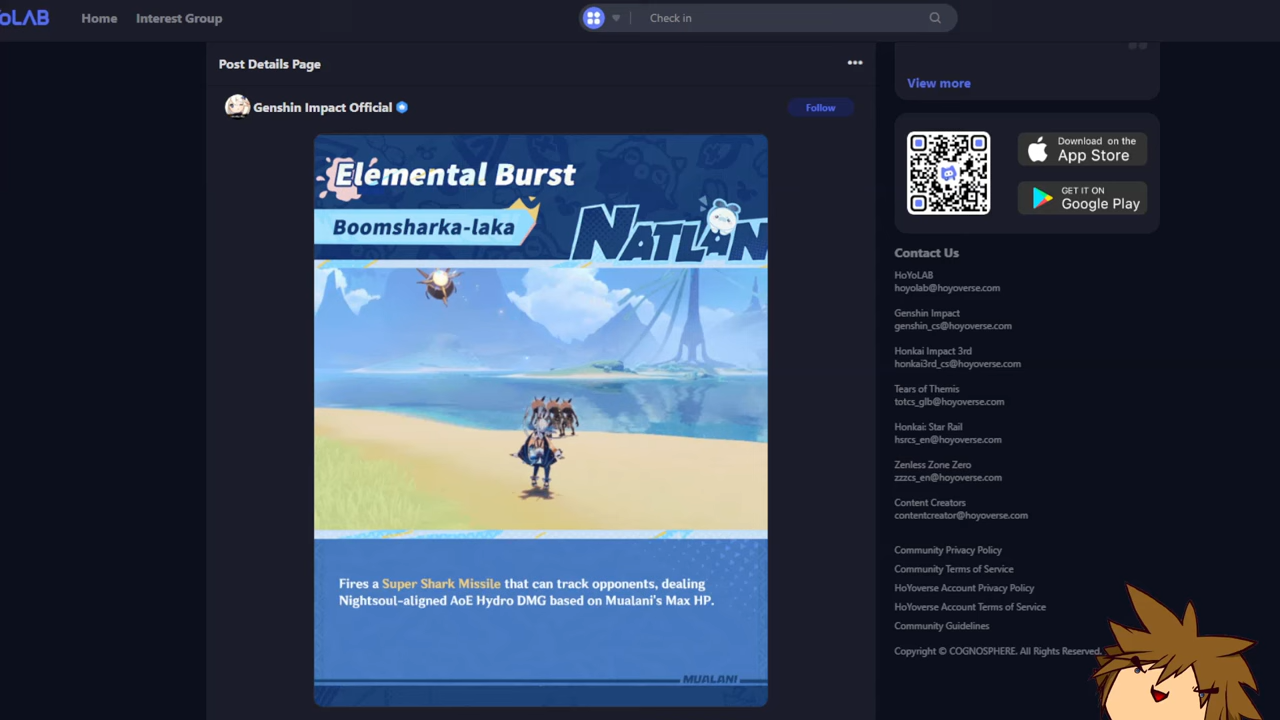 oYoLAB
Home
Interest Group
Check in
Post Details Page
Genshin Impact Official
Follow
Elemental Burst
Boomsharka-laka
NATLAN
Fires a Super Shark Missile that can track opponents, dealing
Nightsoul-aligned AoE Hydro DMG based on Mualani's Max HP.
MUALANI
View more
Download on the
App Store
GET IT ON
Google Play
Contact Us
HoYoLAB
hoyolab@hoyoverse.com
Genshin Impact
genshin_cs@hoyoverse.com
Honkai Impact 3rd
honkai3rd_cs@hoyoverse.com
Tears of Themis
totcs_glb@hoyoverse.com
Honkai: Star Rail
hsrcs_en@hoyoverse.com
Zenless Zone Zero
zzzcs_en@hoyoverse.com
Content Creators
contentcreator@hoyoverse.com
Community Privacy Policy
Community Terms of Service
HoYoverse Account Privacy Policy
HoYoverse Account Terms of Service
Community Guidelines
Copyright © COGNOSPHERE. All Rights Reserved.